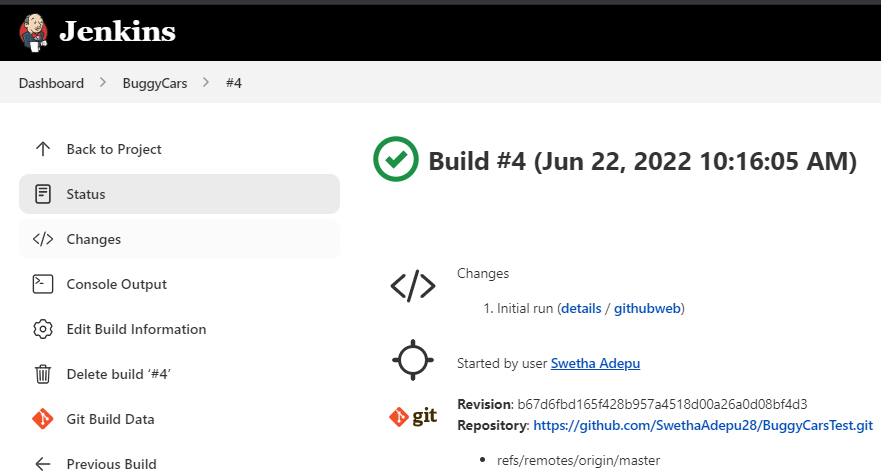 Jenkins
Dashboard > BuggyCars > #4
Back to Project
Status
Changes
Console Output
Edit Build Information
Delete build ‘#4’
Git Build Data
Previous Build
Build #4 (Jun 22, 2022 10:16:05 AM)
Changes
1. Initial run (details / githubweb)
Started by user Swetha Adepu
git
Revision: b67d6fbd165f428b957a4518d00a26a0d08bf4d3
Repository: https://github.com/SwethaAdepu28/BuggyCarsTest.git
• refs/remotes/origin/master